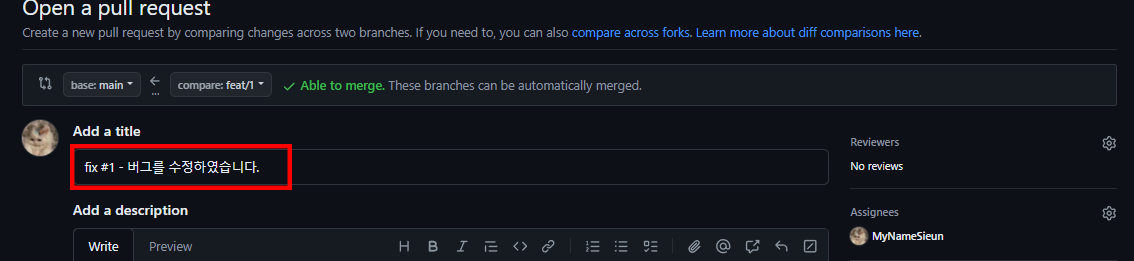 Open a pull request
Create a new pull request by comparing changes across two branches. If you need to, you can also compare across forks. Learn more about diff comparisons here.
base: main
...
compare: feat/1
Able to merge. These branches can be automatically merged.
Add a title
fix #1 - 버그를 수정하였습니다.
Add a description
Write Preview
Reviewers
No reviews
Assignees
MyNameSieun